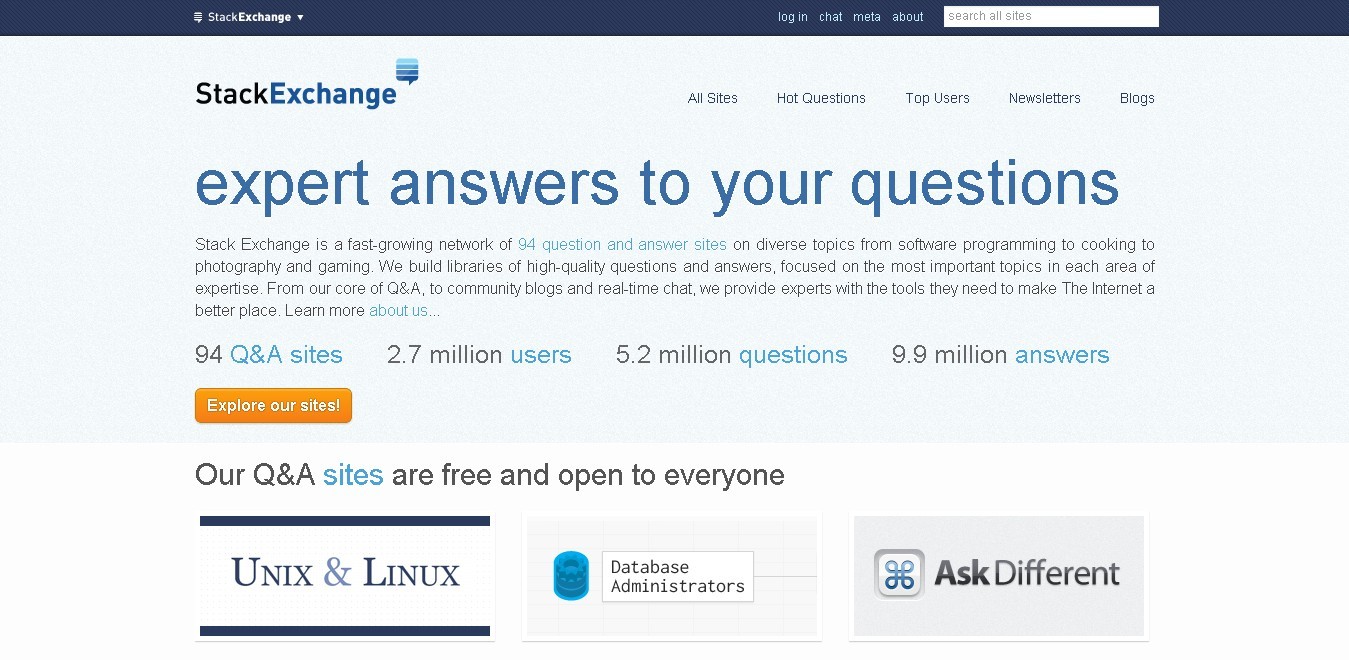 StackExchange ▼
log in chat meta about
search all sites
StackExchange
All Sites Hot Questions Top Users Newsletters Blogs
expert answers to your questions
Stack Exchange is a fast-growing network of 94 question and answer sites on diverse topics from software programming to cooking to
photography and gaming. We build libraries of high-quality questions and answers, focused on the most important topics in each area of
expertise. From our core of Q&A, to community blogs and real-time chat, we provide experts with the tools they need to make The Internet a
better place. Learn more about us...
94 Q&A sites 2.7 million users 5.2 million questions 9.9 million answers
Explore our sites!
Our Q&A sites are free and open to everyone
UNIX & LINUX
Database
Administrators
AskDifferent